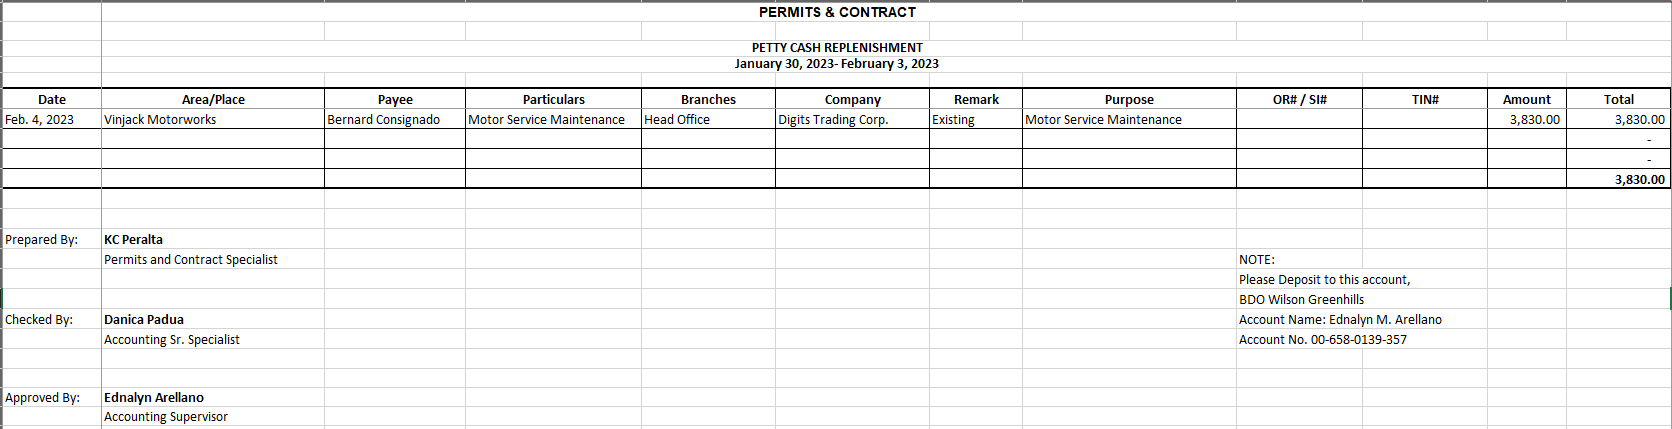 PERMITS & CONTRACT
PETTY CASH REPLENISHMENT
January 30, 2023- February 3, 2023
Date Area/Place Payee Particulars Branches Company Remark Purpose OR# / SI# TIN# Amount Total
Feb. 4, 2023 Vinjack Motorworks Bernard Consignado Motor Service Maintenance Head Office Digits Trading Corp. Existing Motor Service Maintenance 3,830.00 3,830.00
-
-
3,830.00
Prepared By: KC Peralta
Permits and Contract Specialist NOTE:
Please Deposit to this account,
BDO Wilson Greenhills
Checked By: Danica Padua Account Name: Ednalyn M. Arellano
Accounting Sr. Specialist Account No. 00-658-0139-357
Approved By: Ednalyn Arellano
Accounting Supervisor